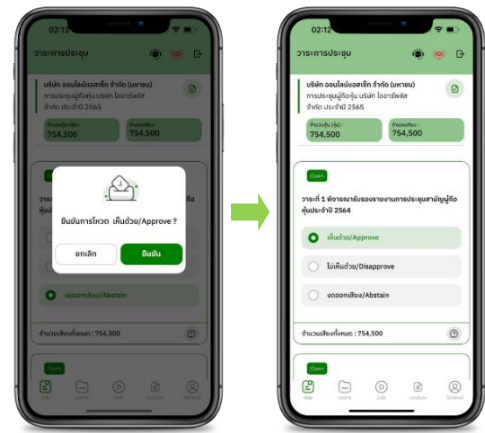 02:12
วาระการประชุม
บริษัท ออนไลน์แอสเซ็ท จำกัด (มหาชน)
การประชุมผู้ถือหุ้น บริษัท
จำกัด ประจำปี 2565
จำนวนหุ้น:
754,500
จำนวนเสียง:
754,500
ยืนยันการโหวต เห็นด้วย/Approve ?
ยกเลิก
ยืนยัน
งดออกเสียง/Abstain
จำนวนเสียงทั้งหมด : 754,500
Open
02:12
วาระการประชุม
บริษัท ออนไลน์แอสเซ็ท จำกัด (มหาชน)
การประชุมผู้ถือหุ้น บริษัท
จำกัด ประจำปี 2565
754,500
754,500
Open
วาระที่ 1 พิจารณารับรองรายงานการประชุมสามัญผู้ถือ
หุ้นประจำปี 2564
เห็นด้วย/Approve
ไม่เห็นด้วย/Disapprove
งดออกเสียง/Abstain
จำนวนเสียงทั้งหมด : 754,500
Open